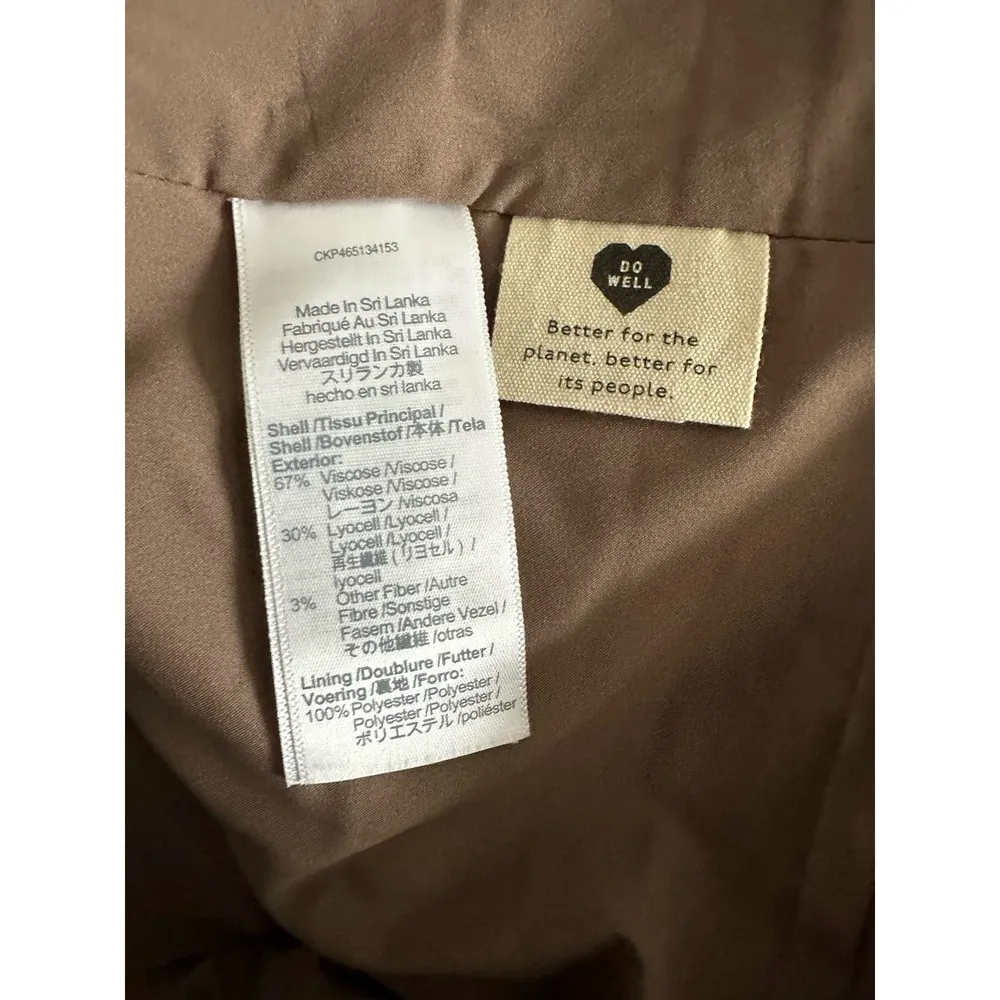 CKP465134153
Made In Sri Lanka
Fabriqué Au Sri Lanka
Hergestellt In Sri Lanka
Vervaardigd In Sri Lanka
スリランカ製
hecho en sri lanka
Shell /Tissu Principal /
Shell /Bovenstof /本体 /Tela
Exterior:
67% Viscose /Viscose /
Viskose /Viscose /
レーヨン /viscosa
30% Lyocell /Lyocell /
Lyocell /Lyocell /
再生繊維 ( リヨセル ) /
lyocell
3% Other Fiber /Autre
Fibre /Sonstige
Fasern /Andere Vezel /
その他繊維 /otras
Lining /Doublure /Futter /
Voering /裏地 /Forro:
100% Polyester /Polyester /
Polyester /Polyester /
ポリエステル /poliéster
DO
WELL
Better for the
planet. better for
its people.